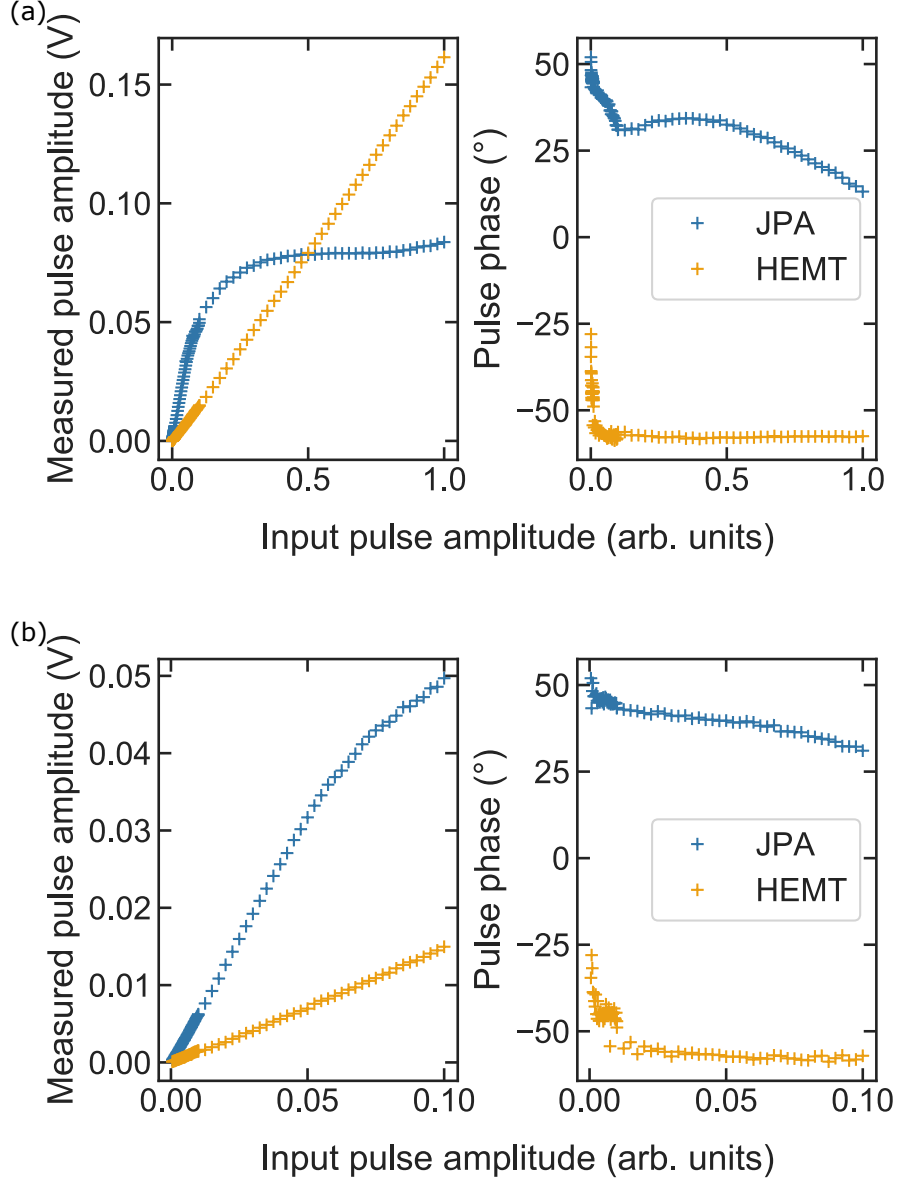 (a)
Measured pulse amplitude (V)
0.15
0.10
0.05
0.00
0.0
0.5
1.0
Pulse phase (°)
50
25
0
−25
−50
JPA
HEMT
0.0
0.5
1.0
Input pulse amplitude (arb. units)
(b)
Measured pulse amplitude (V)
0.05
0.04
0.03
0.02
0.01
0.00
0.00
0.05
0.10
Pulse phase (°)
50
25
0
−25
−50
JPA
HEMT
0.00
0.05
0.10
Input pulse amplitude (arb. units)